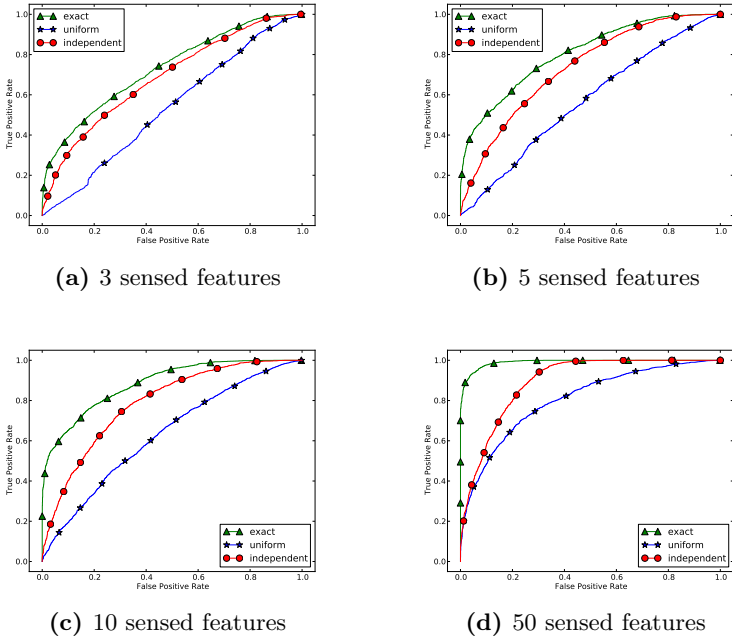 1.0
0.8
0.6
0.4
0.2
0.0
True Positive Rate
exact
uniform
independent
0.0 0.2 0.4 0.6 0.8 1.0
False Positive Rate
(a) 3 sensed features
1.0
0.8
0.6
0.4
0.2
0.0
True Positive Rate
exact
uniform
independent
0.0 0.2 0.4 0.6 0.8 1.0
False Positive Rate
(b) 5 sensed features
1.0
0.8
0.6
0.4
0.2
0.0
True Positive Rate
exact
uniform
independent
0.0 0.2 0.4 0.6 0.8 1.0
False Positive Rate
(c) 10 sensed features
1.0
0.8
0.6
0.4
0.2
0.0
True Positive Rate
exact
uniform
independent
0.0 0.2 0.4 0.6 0.8 1.0
False Positive Rate
(d) 50 sensed features